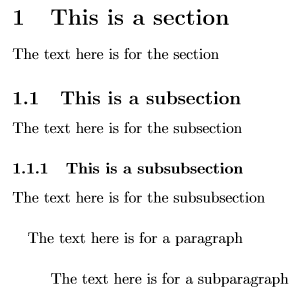 1 This is a section
The text here is for the section
1.1 This is a subsection
The text here is for the subsection
1.1.1 This is a subsubsection
The text here is for the subsubsection
The text here is for a paragraph
The text here is for a subparagraph